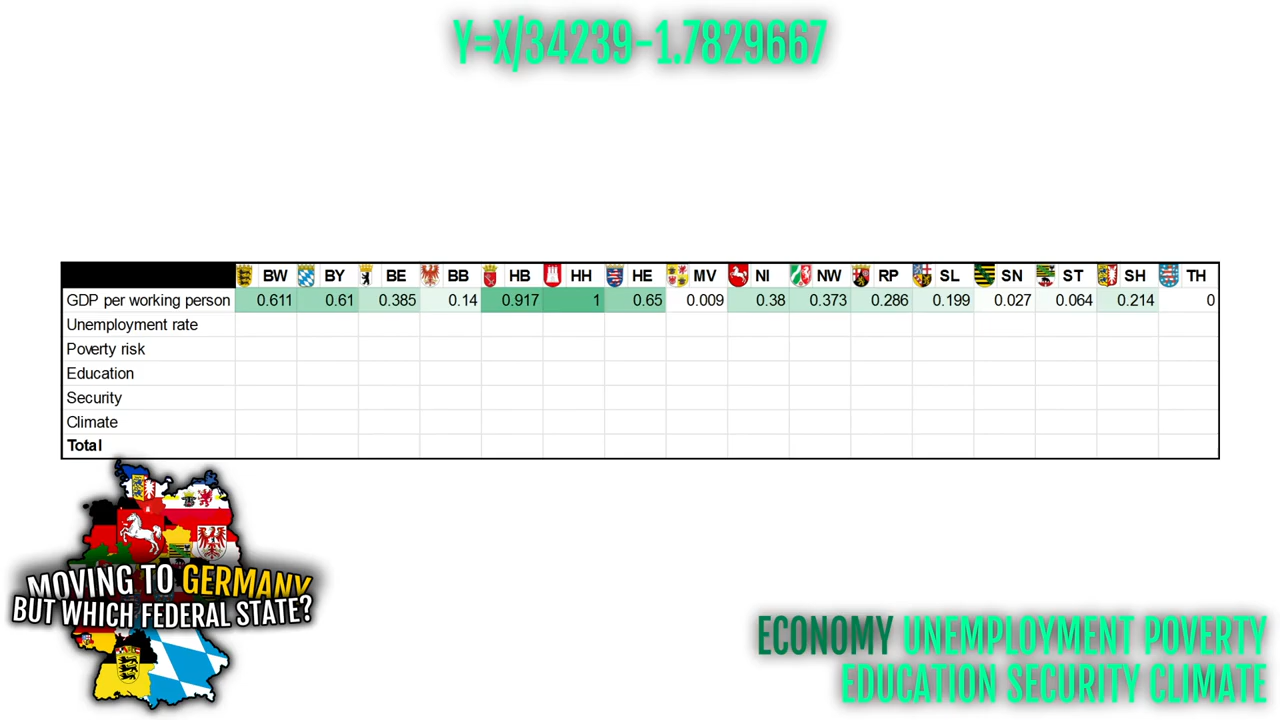 Y=X/34239-1.7829667
BW BY BE BB HB HH HE MV NI NW RP SL SN ST SH TH
GDP per working person 0.611 0.61 0.385 0.14 0.917 1 0.65 0.009 0.38 0.373 0.286 0.199 0.027 0.064 0.214 0
Unemployment rate
Poverty risk
Education
Security
Climate
Total
MOVING TO GERMANY
BUT WHICH FEDERAL STATE?
ECONOMY UNEMPLOYMENT POVERTY
EDUCATION SECURITY CLIMATE